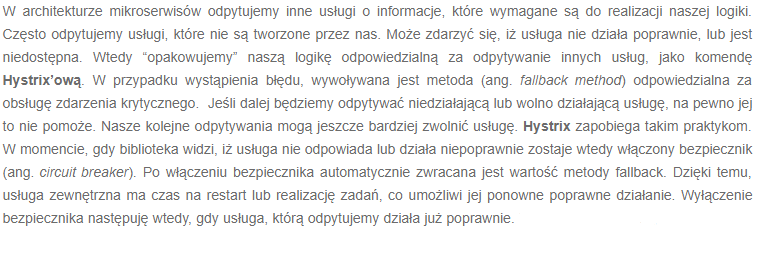 W architekturze mikroserwisów odpytujemy inne usługi o informacje, które wymagane są do realizacji naszej logiki.
Często odpytujemy usługi, które nie są tworzone przez nas. Może zdarzyć się, iż usługa nie działa poprawnie, lub jest
niedostępna. Wtedy “opakowujemy” naszą logikę odpowiedzialną za odpytywanie innych usług, jako komendę
Hystrix’ową. W przypadku wystąpienia błędu, wywoływana jest metoda (ang. fallback method) odpowiedzialna za
obsługę zdarzenia krytycznego. Jeśli dalej będziemy odpytywać niedziałającą lub wolno działającą usługę, na pewno jej
to nie pomoże. Nasze kolejne odpytywania mogą jeszcze bardziej zwolnić usługę. Hystrix zapobiega takim praktykom.
W momencie, gdy biblioteka widzi, iż usługa nie odpowiada lub działa niepoprawnie zostaje wtedy włączony bezpiecznik
(ang. circuit breaker). Po włączeniu bezpiecznika automatycznie zwracana jest wartość metody fallback. Dzięki temu,
usługa zewnętrzna ma czas na restart lub realizację zadań, co umożliwi jej ponowne poprawne działanie. Wyłączenie
bezpiecznika następuję wtedy, gdy usługa, którą odpytujemy działa już poprawnie.